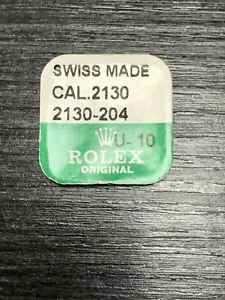 SWISS MADE
CAL.2130
2130-204
U- 10
ROLEX
ORIGINAL